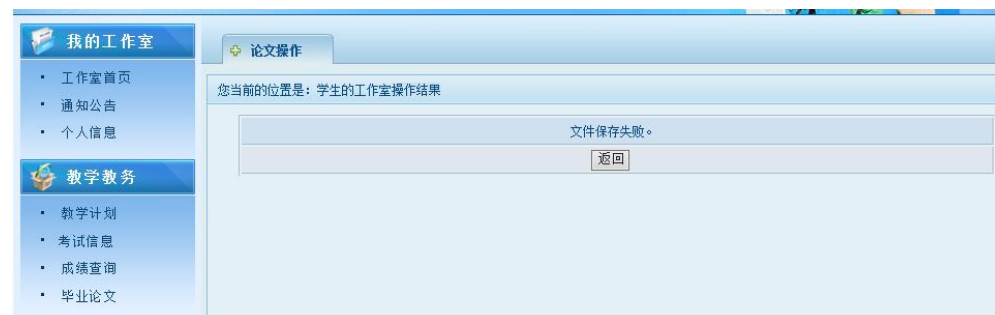 我的工作室
工作室首页
通知公告
个人信息
教学教务
教学计划
考试信息
成绩查询
毕业论文
论文操作
您当前的位置是：学生的工作室操作结果
文件保存失败。
返回